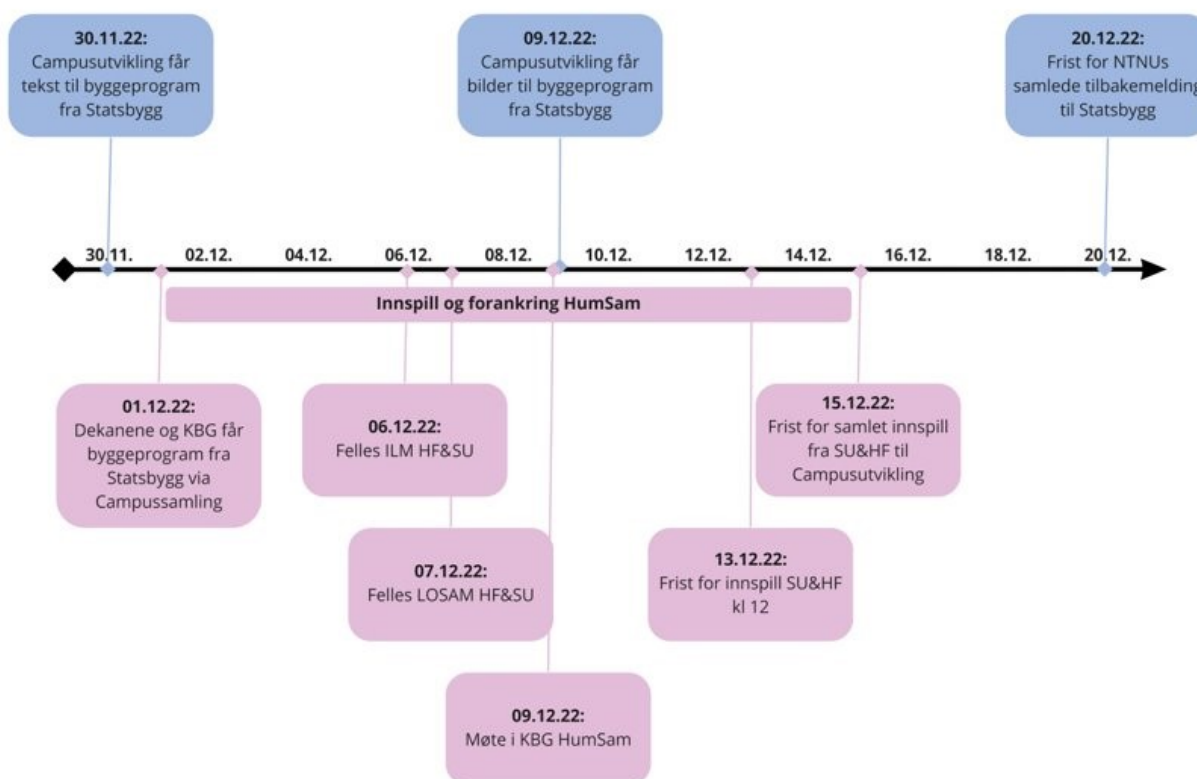 30.11.22:
Campusutvikling får
tekst til byggeprogram
fra Statsbygg
09.12.22:
Campusutvikling får
bilder til byggeprogram
fra Statsbygg
20.12.22:
Frist for NTNUs
samlede tilbakemelding
til Statsbygg
30.11. 02.12. 04.12. 06.12. 08.12. 10.12. 12.12. 14.12. 16.12. 18.12. 20.12.
Innspill og forankring HumSam
01.12.22:
Dekanene og KBG får
byggeprogram fra
Statsbygg via
Campussamling
06.12.22:
Felles ILM HF&SU
15.12.22:
Frist for samlet innspill
fra SU&HF til
Campusutvikling
07.12.22:
Felles LOSAM HF&SU
13.12.22:
Frist for innspill SU&HF
kl 12
09.12.22:
Møte i KBG HumSam